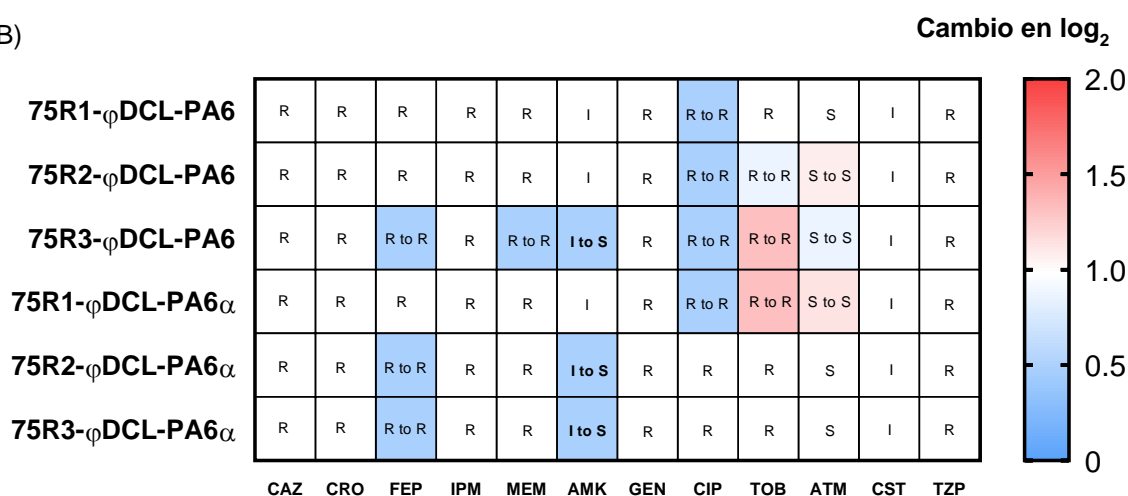 B)
Cambio en log2
75R1-φDCL-PA6 R R R R R I R R to R R S I R
75R2-φDCL-PA6 R R R R R I R R to R R to R S to S I R
75R3-φDCL-PA6 R R R to R R R to R I to S R R to R R to R S to S I R
75R1-φDCL-PA6α R R R R R I R R to R R to R S to S I R
75R2-φDCL-PA6α R R R to R R R I to S R R R S I R
75R3-φDCL-PA6α R R R to R R R I to S R R R S I R
CAZ CRO FEP IPM MEM AMK GEN CIP TOB ATM CST TZP
2.0
1.5
1.0
0.5
0